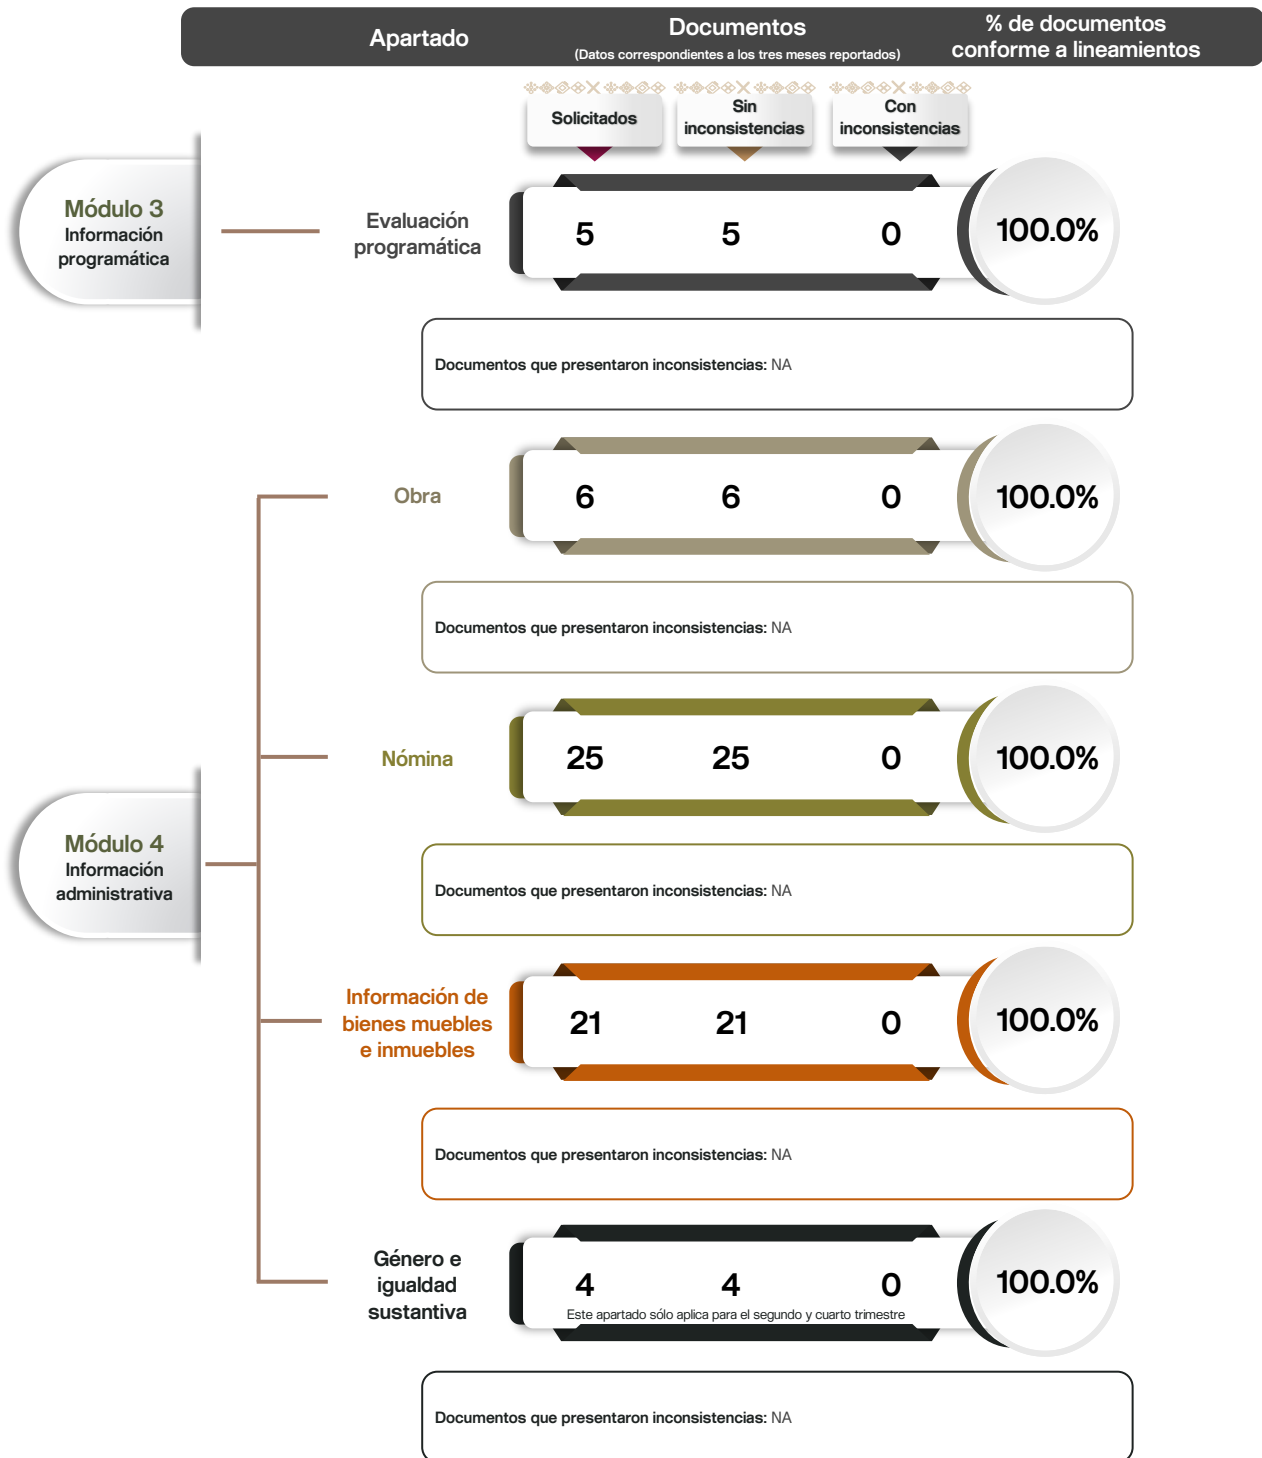 Apartado
Documentos
(Datos correspondientes a los tres meses reportados)
% de documentos
conforme a lineamientos
Solicitados
Sin
inconsistencias
Con
inconsistencias
Módulo 3
Información
programática
Evaluación
programática
5 5 0 100.0%
Documentos que presentaron inconsistencias: NA
Módulo 4
Información
administrativa
Obra
6 6 0 100.0%
Documentos que presentaron inconsistencias: NA
Nómina
25 25 0 100.0%
Documentos que presentaron inconsistencias: NA
Información de
bienes muebles
e inmuebles
21 21 0 100.0%
Documentos que presentaron inconsistencias: NA
Género e
igualdad
sustantiva
4 4 0 100.0%
Este apartado sólo aplica para el segundo y cuarto trimestre
Documentos que presentaron inconsistencias: NA